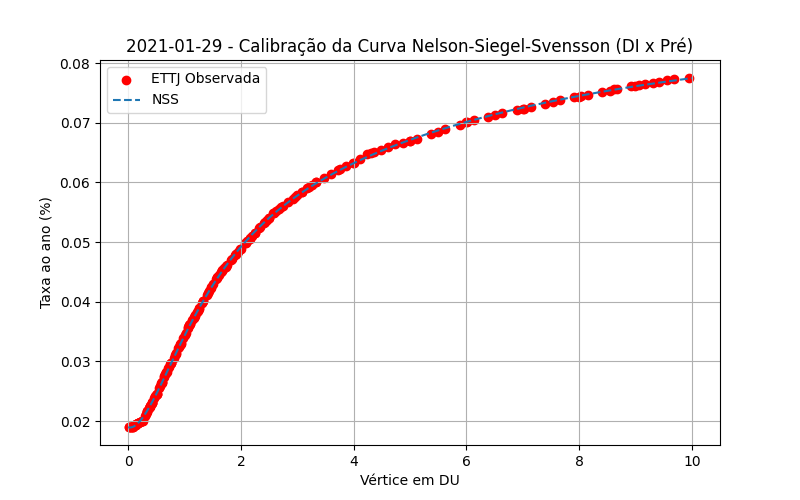 2021-01-29 - Calibração da Curva Nelson-Siegel-Svensson (DI x Pré)
ETTJ Observada
NSS
Taxa ao ano (%)
0.08
0.07
0.06
0.05
0.04
0.03
0.02
0
2
4
6
8
10
Vértice em DU